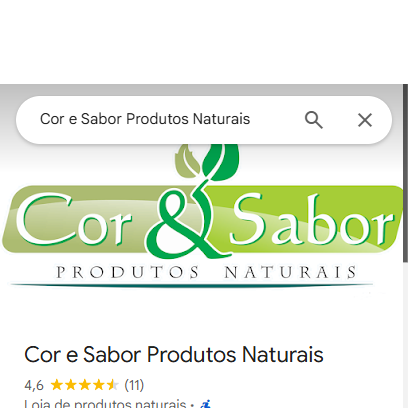 Cor e Sabor Produtos Naturais
Cor & Sabor
PRODUTOS NATURAIS
Cor e Sabor Produtos Naturais
4,6 (11)
Loja de produtos naturais ·